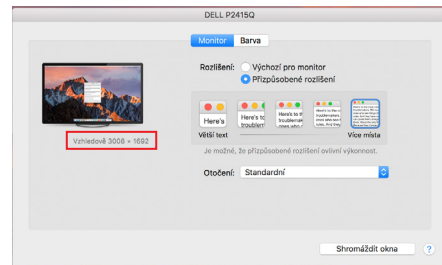 DELL P2415Q
Monitor Barva
Rozlišení: Výchozí pro monitor
Přizpůsobené rozlišení
Vzhledově 3008 × 1692
Here's
Here's to
troublem
Větší text
Více místa
Je možné, že přizpůsobené rozlišení ovlivní výkonnost.
Otočení: Standardní
Shromáždit okna ?